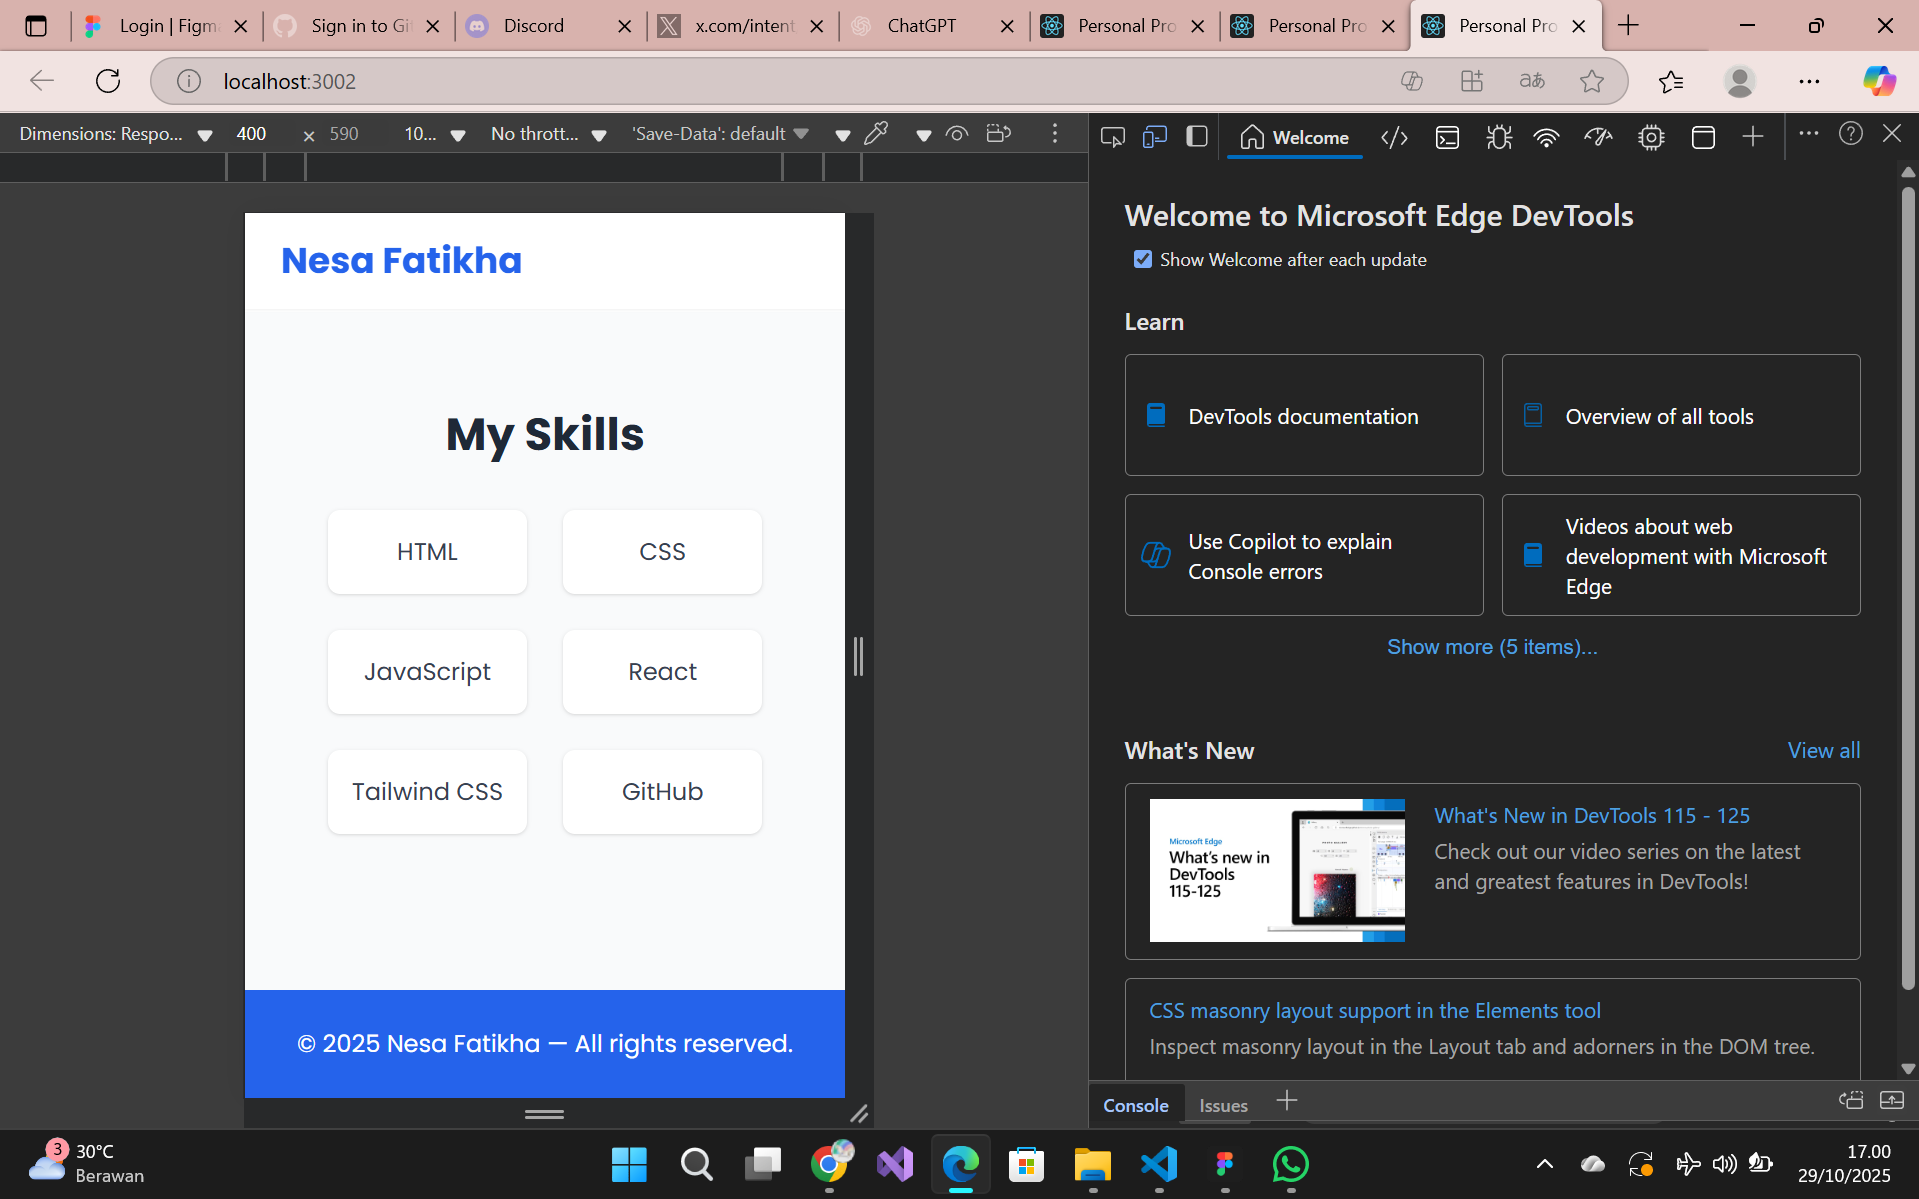 Login | Figma
Sign in to Gi
Discord
x.com/intent
ChatGPT
Personal Pro
Personal Pro
Personal Pro
localhost:3002
Dimensions: Respo...
400
×
590
10...
No thrott...
'Save-Data': default
Welcome
Nesa Fatikha
My Skills
HTML
CSS
JavaScript
React
Tailwind CSS
GitHub
© 2025 Nesa Fatikha — All rights reserved.
Welcome to Microsoft Edge DevTools
Show Welcome after each update
Learn
DevTools documentation
Overview of all tools
Use Copilot to explain
Console errors
Videos about web
development with Microsoft
Edge
Show more (5 items)...
What's New
View all
Microsoft Edge
What's new in
DevTools
115-125
What's New in DevTools 115 - 125
Check out our video series on the latest
and greatest features in DevTools!
CSS masonry layout support in the Elements tool
Inspect masonry layout in the Layout tab and adorners in the DOM tree.
Console
Issues
3
30°C
Berawan
17.00
29/10/2025